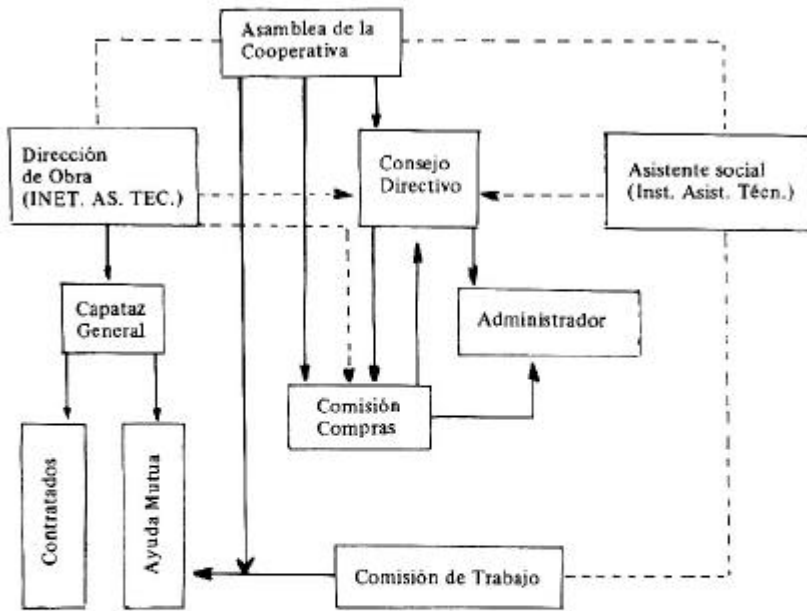 Asamblea de la
Cooperativa
Dirección
de Obra
(INET. AS. TEC.)
Consejo
Directivo
Asistente social
(Inst. Asist. Técn.)
Capataz
General
Administrador
Comisión
Compras
Contratados
Ayuda Mutua
Comisión de Trabajo